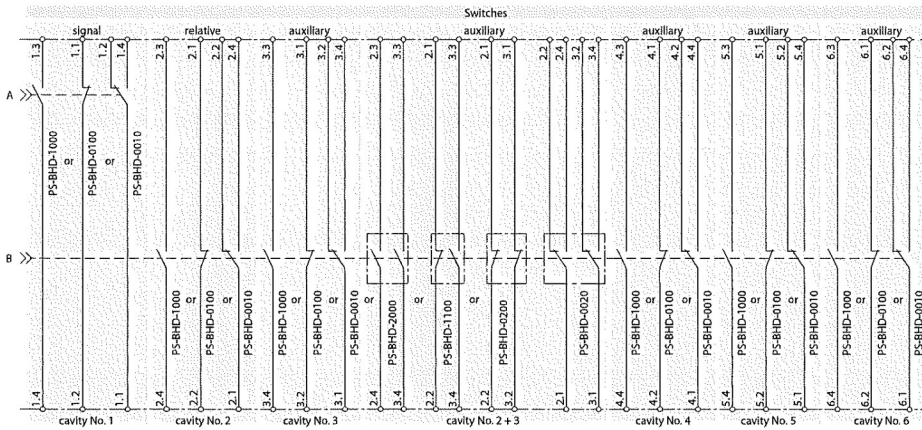 Switches
signal relative auxiliary auxiliary auxiliary auxiliary auxiliary
1.3 1.1 1.2 1.4 2.3 2.1 2.2 2.4 3.3 3.1 3.2 3.4 2.3 3.3 2.1 3.3 2.1 3.1 2.2 2.4 3.2 3.4 4.3 4.1 4.2 4.4 5.3 5.1 5.2 5.4 6.3 6.1 6.2 6.4
A
PS-BHD-1000 or PS-BHD-0100 or PS-BHD-0010
B
PS-BHD-1000 or PS-BHD-0100 or PS-BHD-0010 PS-BHD-1000 or PS-BHD-0100 or PS-BHD-0010 or PS-BHD-2000 or PS-BHD-1100 or PS-BHD-0200 or PS-BHD-0020 PS-BHD-1000 or PS-BHD-0100 or PS-BHD-0010 PS-BHD-1000 or PS-BHD-0100 or PS-BHD-0010 PS-BHD-1000 or PS-BHD-0100 or PS-BHD-0010
1.4 1.2 1.1 2.4 2.2 2.1 3.4 3.2 3.1 2.4 3.4 2.2 3.4 2.2 3.2 2.1 3.1 4.4 4.2 4.1 5.4 5.2 5.1 6.4 6.2 6.1
cavity No. 1 cavity No. 2 cavity No. 3 cavity No. 2 + 3 cavity No. 4 cavity No. 5 cavity No. 6